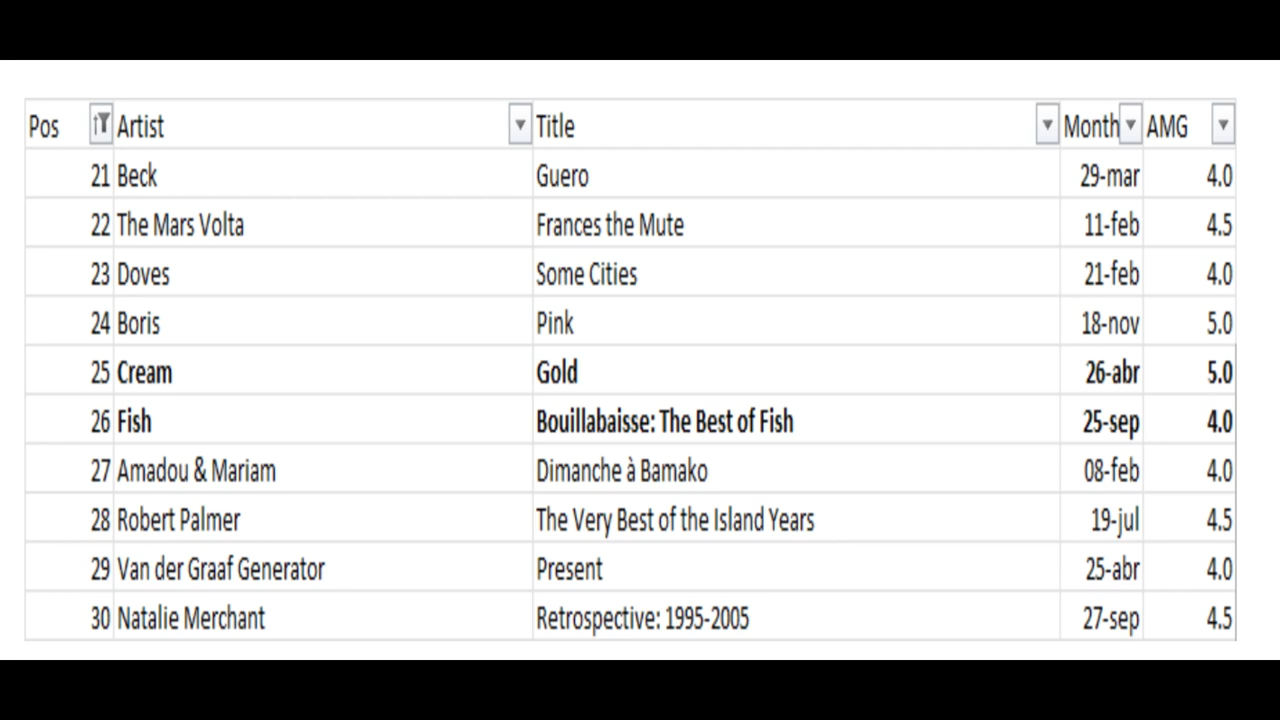 Pos Artist Title Month AMG
21 Beck Guero 29-mar 4.0
22 The Mars Volta Frances the Mute 11-feb 4.5
23 Doves Some Cities 21-feb 4.0
24 Boris Pink 18-nov 5.0
25 Cream Gold 26-abr 5.0
26 Fish Bouillabaisse: The Best of Fish 25-sep 4.0
27 Amadou & Mariam Dimanche à Bamako 08-feb 4.0
28 Robert Palmer The Very Best of the Island Years 19-jul 4.5
29 Van der Graaf Generator Present 25-abr 4.0
30 Natalie Merchant Retrospective: 1995-2005 27-sep 4.5